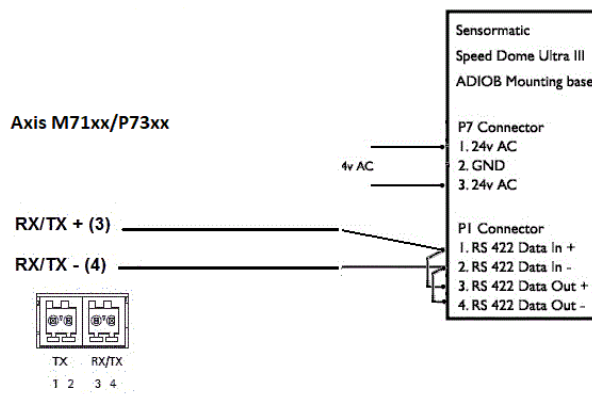 Sensormatic
Speed Dome Ultra III
ADIOB Mounting base
Axis M71xx/P73xx
P7 Connector
1. 24v AC
4v AC
2. GND
3. 24v AC
RX/TX + (3)
P1 Connector
1. RS 422 Data In +
RX/TX - (4)
2. RS 422 Data In -
3. RS 422 Data Out +
4. RS 422 Data Out -
TX RX/TX
1 2 3 4